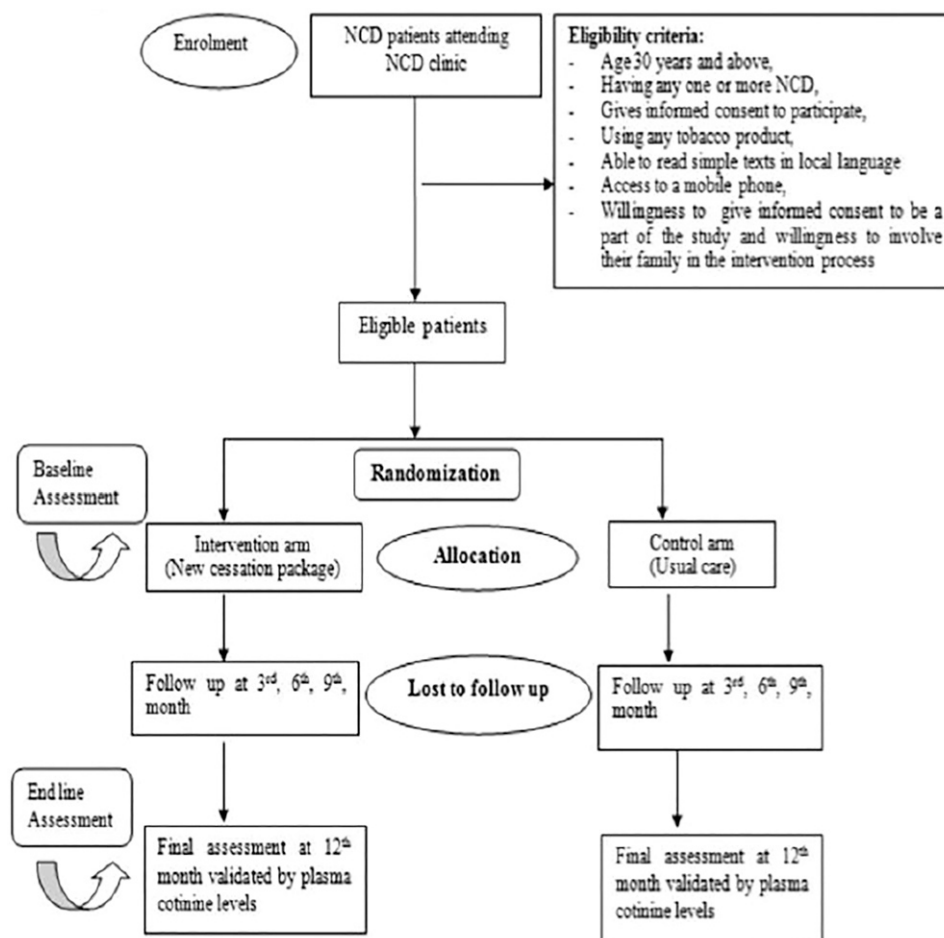 Enrolment
NCD patients attending
NCD clinic
Eligibility criteria:
- Age 30 years and above,
- Having any one or more NCD,
- Gives informed consent to participate,
- Using any tobacco product,
- Able to read simple texts in local language
- Access to a mobile phone,
- Willingness to give informed consent to be a
part of the study and willingness to involve
their family in the intervention process
Eligible patients
Baseline
Assessment
Randomization
Intervention arm
(New cessation package)
Allocation
Control arm
(Usual care)
Follow up at 3rd, 6th, 9th,
month
Lost to follow up
Follow up at 3rd, 6th, 9th,
month
End line
Assessment
Final assessment at 12th
month validated by plasma
cotinine levels
Final assessment at 12th
month validated by plasma
cotinine levels